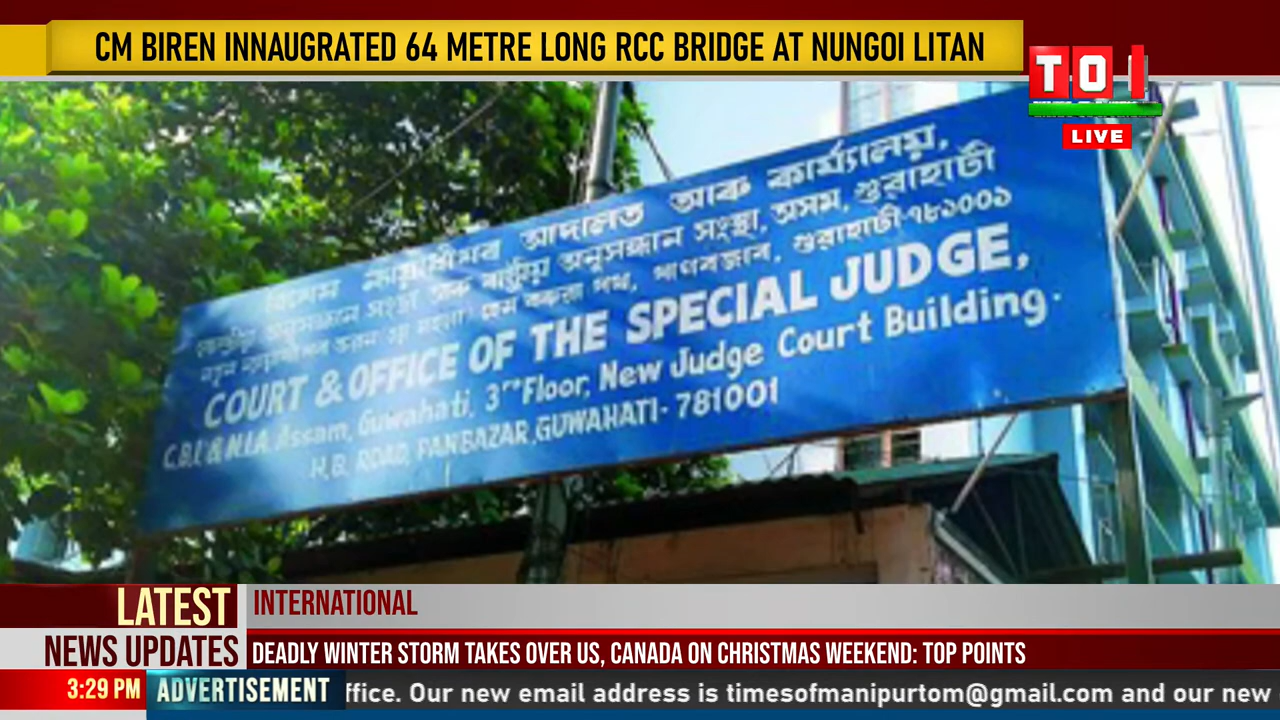 CM BIREN INNAUGRATED 64 METRE LONG RCC BRIDGE AT NUNGOI LITAN
TO
LIVE
আদালত আৰু কাৰ্য্যালয়,
অনুসন্ধান সংস্থা, অসম, গুৱাহাটী
গুৱাহাটী-৭৮১০০১
COURT & OFFICE OF THE SPECIAL JUDGE,
C.B.I. & N.I.A. Assam, Guwahati, 3rd Floor, New Judge Court Building.
H.B. ROAD, PANBAZAR, GUWAHATI- 781001
LATEST
NEWS UPDATES
INTERNATIONAL
DEADLY WINTER STORM TAKES OVER US, CANADA ON CHRISTMAS WEEKEND: TOP POINTS
3:29 PM
ADVERTISEMENT
ffice. Our new email address is timesofmanipurtom@gmail.com and our new